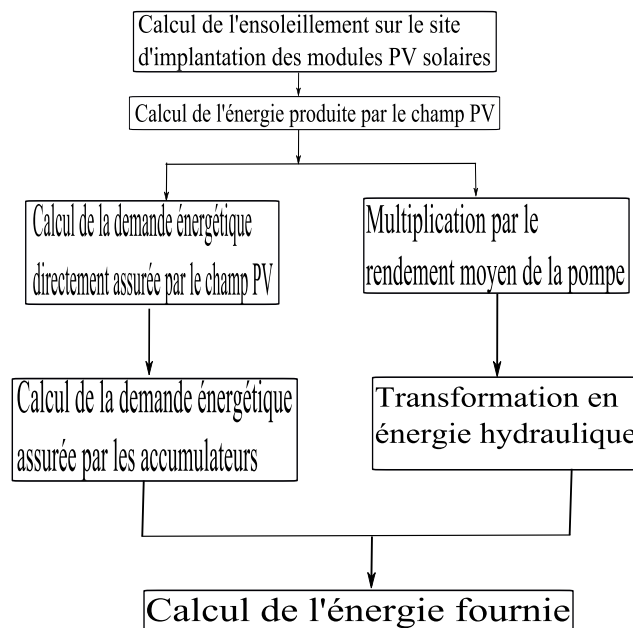 Calcul de l'ensoleillement sur le site
d'implantation des modules PV solaires
Calcul de l'énergie produite par le champ PV
Calcul de la demande énergétique
directement assurée par le champ PV
Multiplication par le
rendement moyen de la pompe
Calcul de la demande énergétique
assurée par les accumulateurs
Transformation en
énergie hydraulique
Calcul de l'énergie fournie